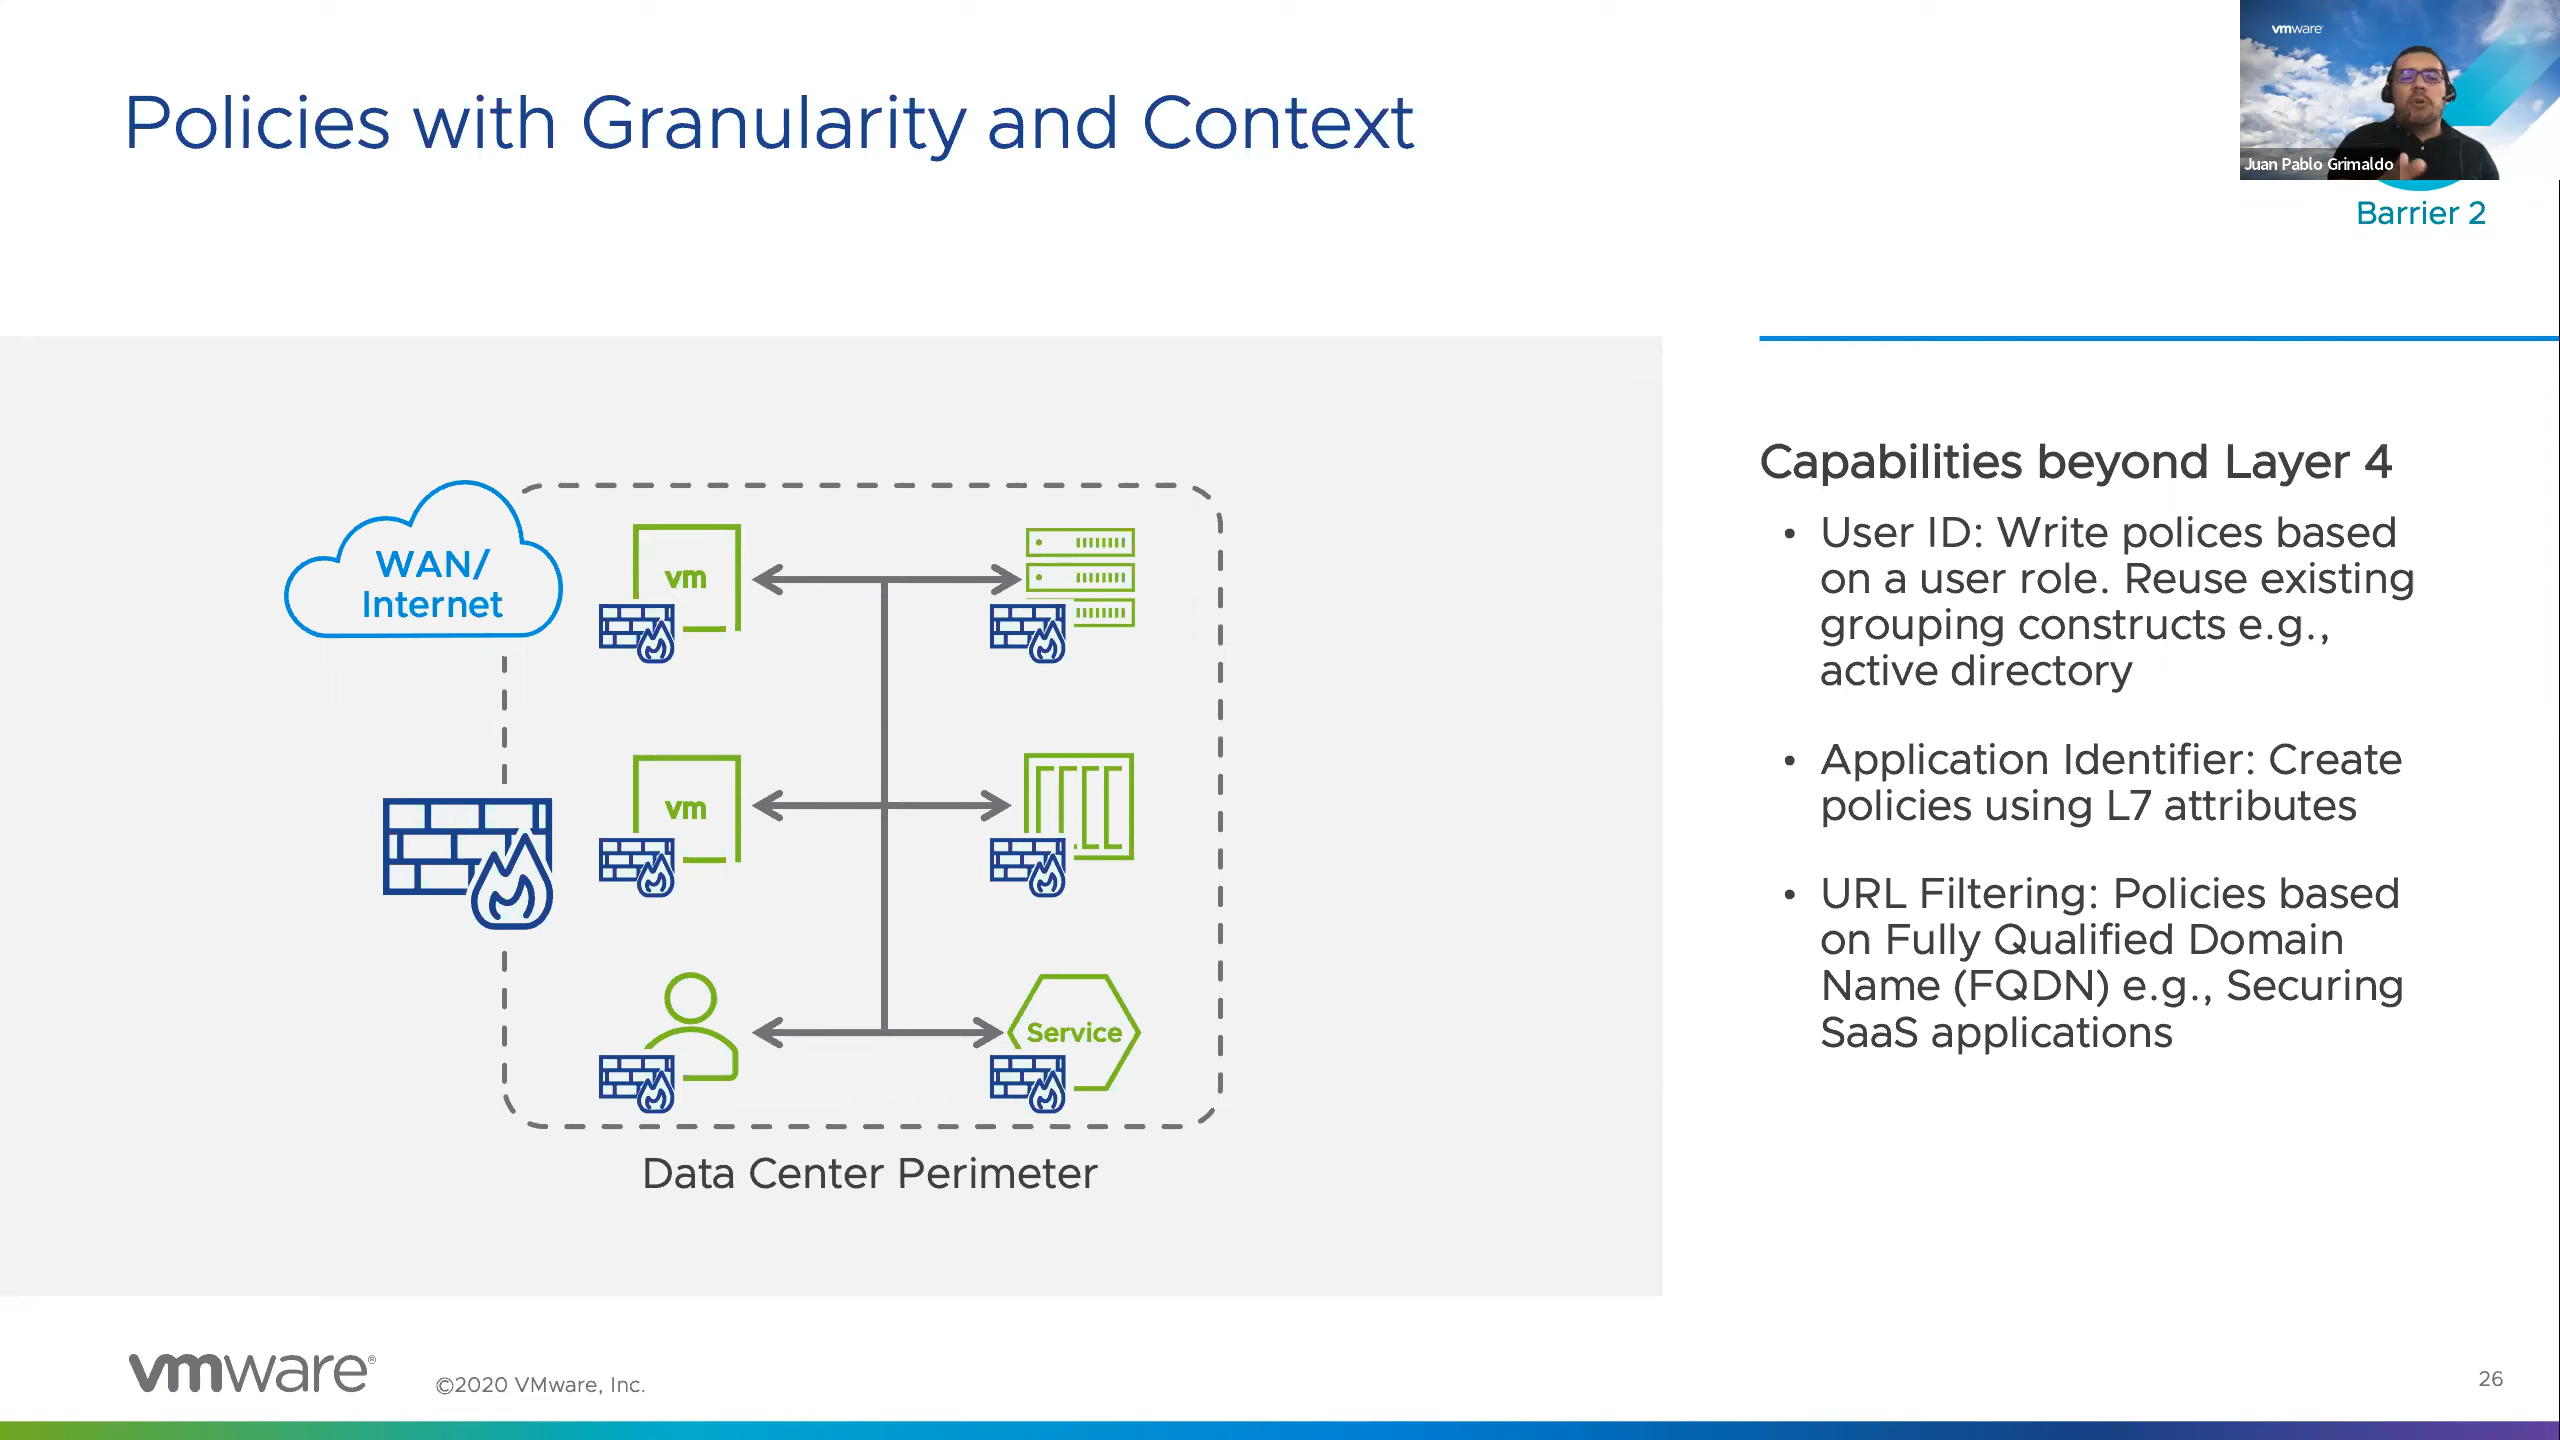 vmware
Policies with Granularity and Context
Juan Pablo Grimaldo
Barrier 2
WAN/
Internet
vm
vm
Service
Data Center Perimeter
Capabilities beyond Layer 4
• User ID: Write polices based
on a user role. Reuse existing
grouping constructs e.g.,
active directory
• Application Identifier: Create
policies using L7 attributes
• URL Filtering: Policies based
on Fully Qualified Domain
Name (FQDN) e.g., Securing
SaaS applications
vmware®
©2020 VMware, Inc.
26